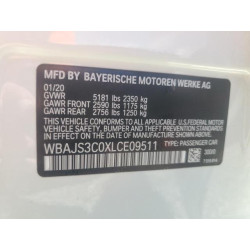 MFD BY BAYERISCHE MOTOREN WERKE AG
01/20
GVWR 5181 lbs 2350 kg
GAWR FRONT 2590 lbs 1175 kg
GAWR REAR 2756 lbs 1250 kg
THIS VEHICLE CONFORMS TO ALL APPLICABLE U.S. FEDERAL MOTOR
VEHICLE SAFETY, BUMPER, AND THEFT PREVENTION STANDARDS
IN EFFECT ON THE DATE OF MANUFACTURE SHOWN ABOVE.
WBAJS3C0XLCE09511 TYPE: PASSENGER CAR